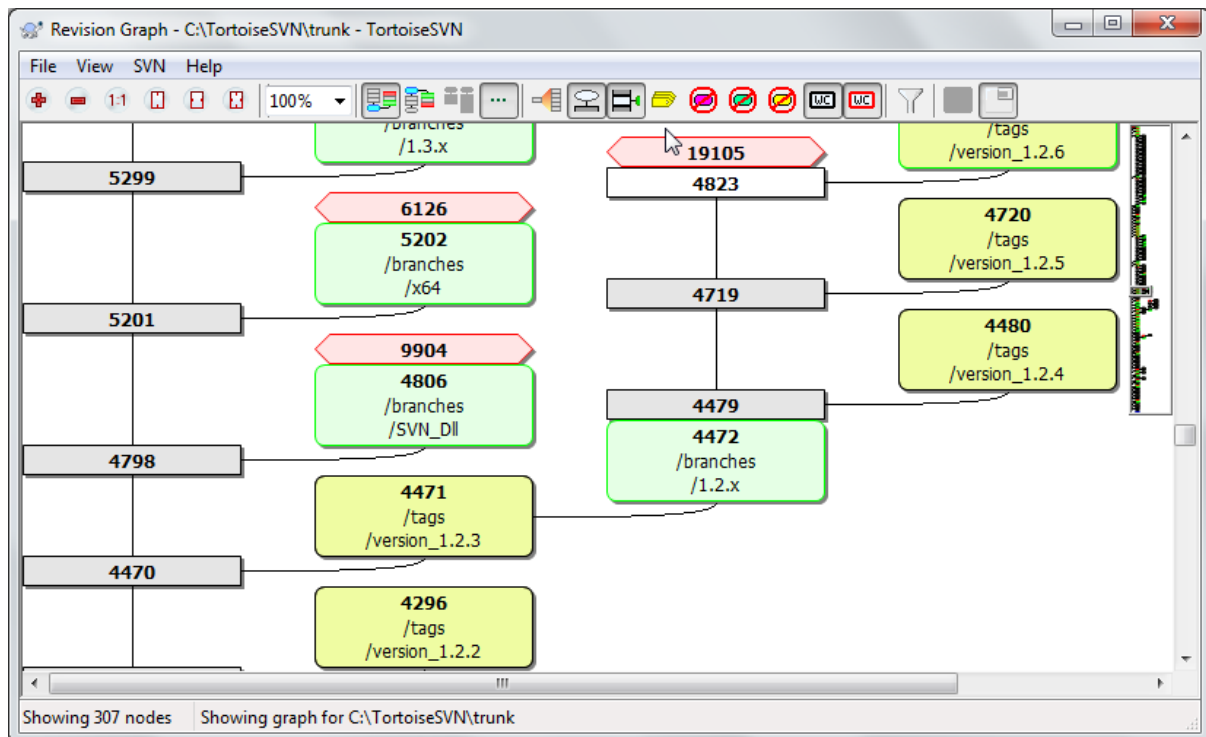 Revision Graph - C:\TortoiseSVN\trunk - TortoiseSVN
File View SVN Help
1:1 100% ... WC WC
/branches
/1.3.x
5299
6126
5202
/branches
/x64
5201
9904
4806
/branches
/SVN_Dll
4798
4471
/tags
/version_1.2.3
4470
4296
/tags
/version_1.2.2
19105
4823
4719
4479
4472
/branches
/1.2.x
/tags
/version_1.2.6
4720
/tags
/version_1.2.5
4480
/tags
/version_1.2.4
Showing 307 nodes Showing graph for C:\TortoiseSVN\trunk